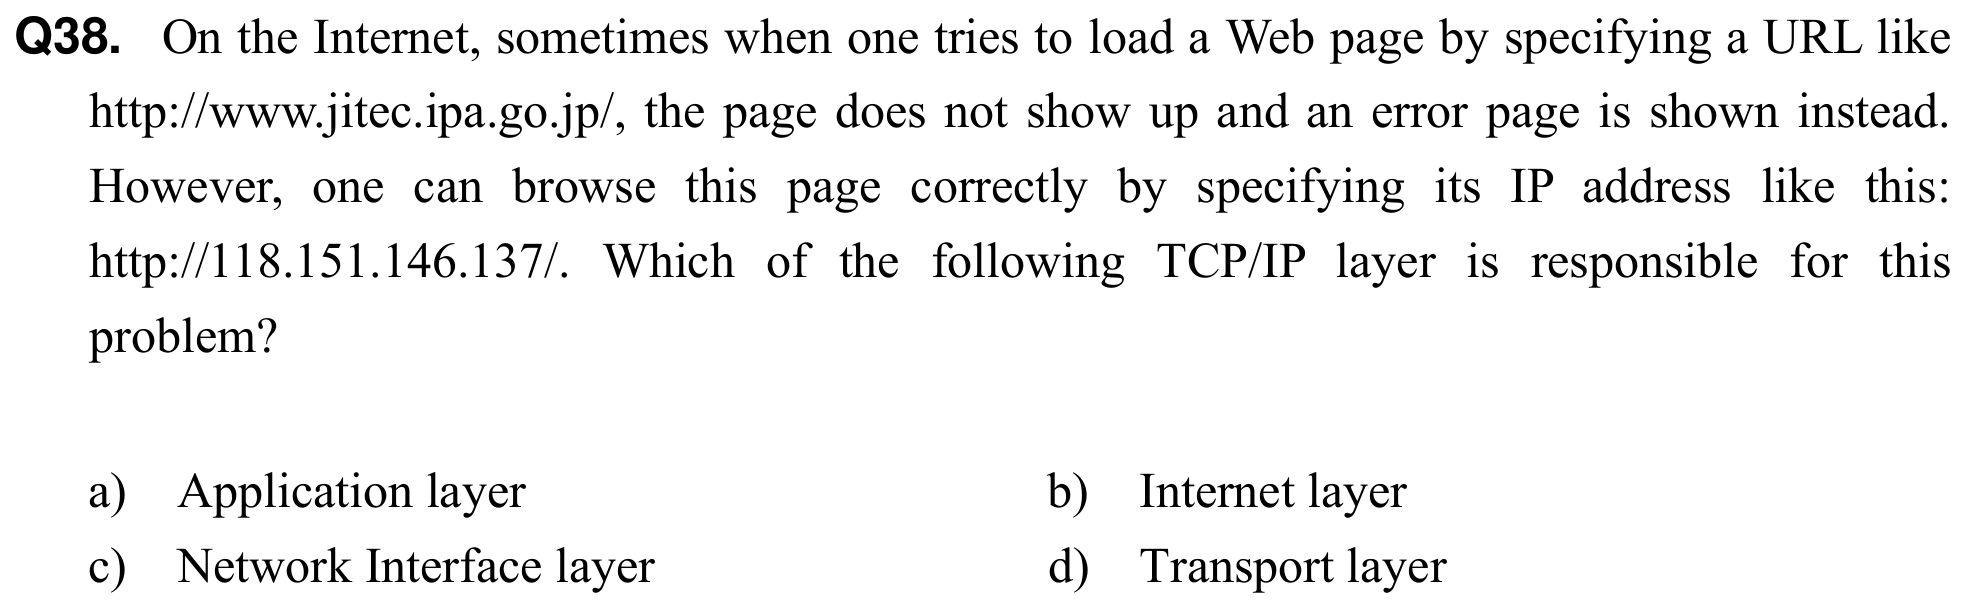 Q38. On the Internet, sometimes when one tries to load a Web page by specifying a URL like
http://www.jitec.ipa.go.jp/, the page does not show up and an error page is shown instead.
However, one can browse this page correctly by specifying its IP address like this:
http://118.151.146.137/. Which of the following TCP/IP layer is responsible for this
problem?
a) Application layer b) Internet layer
c) Network Interface layer d) Transport layer